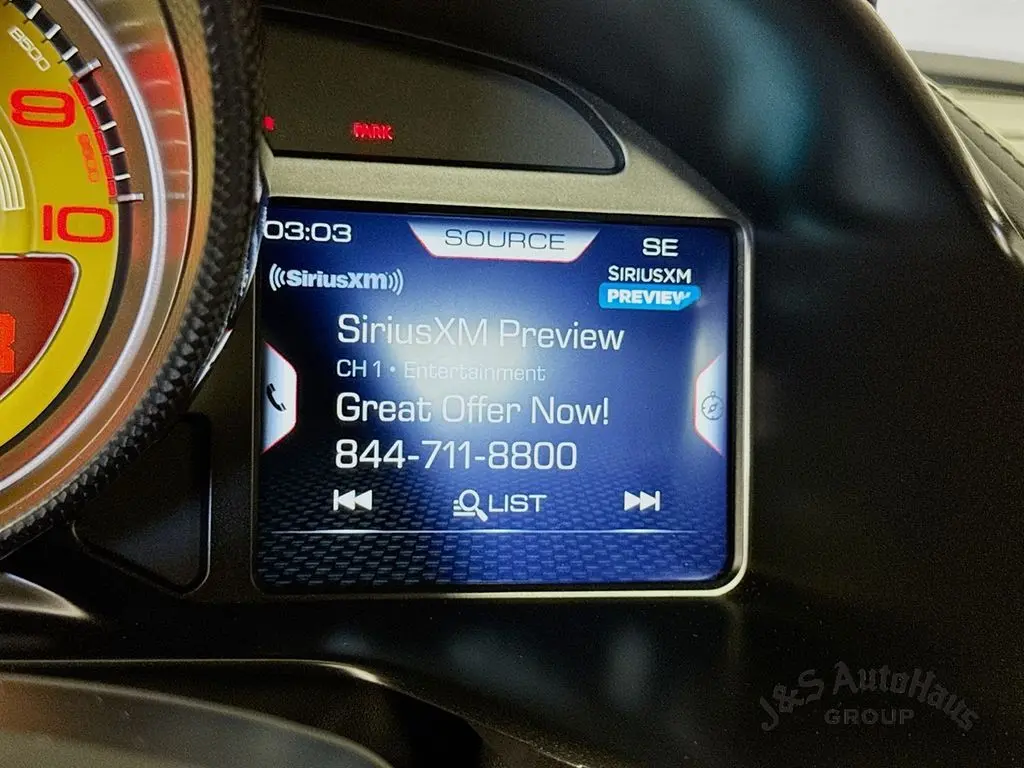 8500
9
9500
10
PARK
03:03
SOURCE
SE
((SiriusXM))
SIRIUSXM
PREVIEW
SiriusXM Preview
CH 1 • Entertainment
Great Offer Now!
844-711-8800
LIST
R
J&S AutoHaus
GROUP